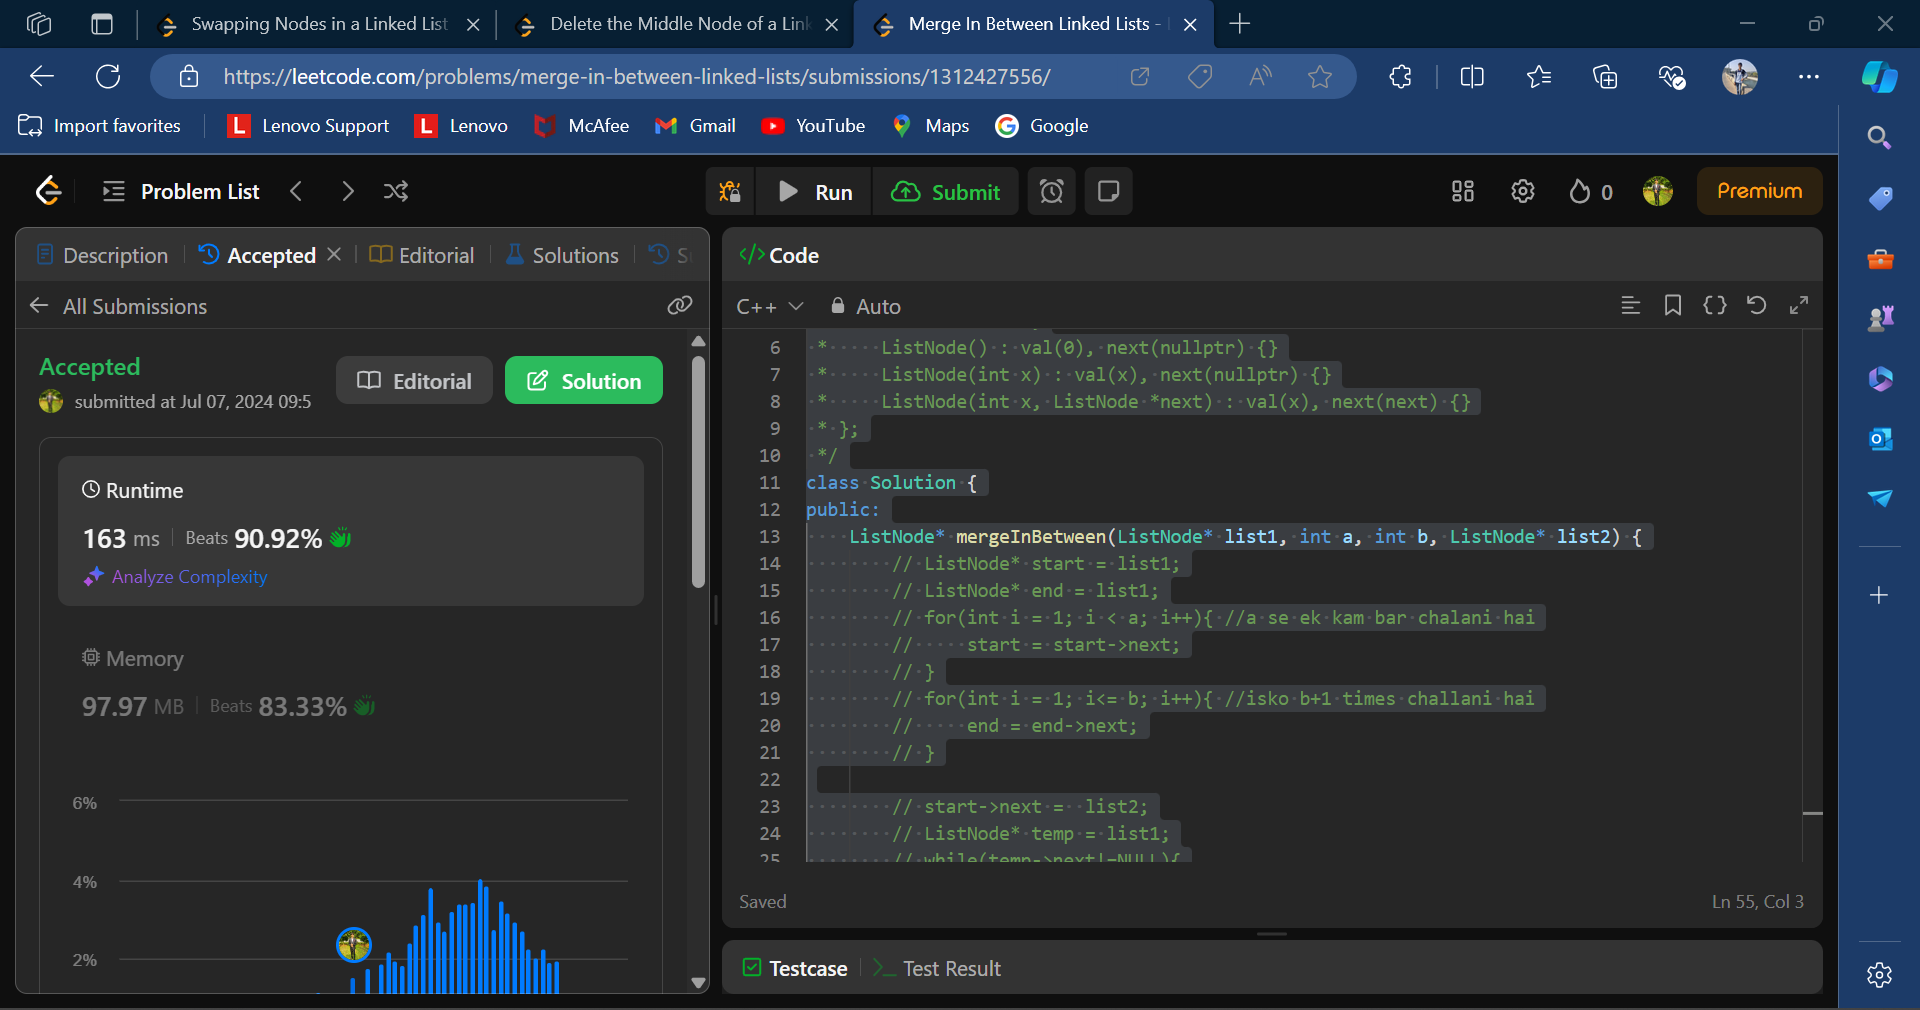 Swapping Nodes in a Linked List
Delete the Middle Node of a Lin
Merge In Between Linked Lists -
https://leetcode.com/problems/merge-in-between-linked-lists/submissions/1312427556/
Import favorites
L Lenovo Support
L Lenovo
McAfee
Gmail
YouTube
Maps
Google
Problem List
Run
Submit
0
Premium
Description
Accepted
Editorial
Solutions
S
All Submissions
Accepted
submitted at Jul 07, 2024 09:5
Editorial
Solution
Runtime
163 ms
Beats 90.92%
Analyze Complexity
Memory
97.97 MB
Beats 83.33%
6%
4%
2%
</> Code
C++
Auto
6 * ListNode() : val(0), next(nullptr) {}
7 * ListNode(int x) : val(x), next(nullptr) {}
8 * ListNode(int x, ListNode *next) : val(x), next(next) {}
9 * };
10 */
11 class Solution {
12 public:
13 ListNode* mergeInBetween(ListNode* list1, int a, int b, ListNode* list2) {
14 // ListNode* start = list1;
15 // ListNode* end = list1;
16 // for(int i = 1; i < a; i++){ //a se ek kam bar chalani hai
17 // start = start->next;
18 // }
19 // for(int i = 1; i<= b; i++){ //isko b+1 times challani hai
20 // end = end->next;
21 // }
22
23 // start->next =  list2;
24 // ListNode* temp = list1;
25 // while(temp->next!=NULL){
Saved
Ln 55, Col 3
Testcase
Test Result